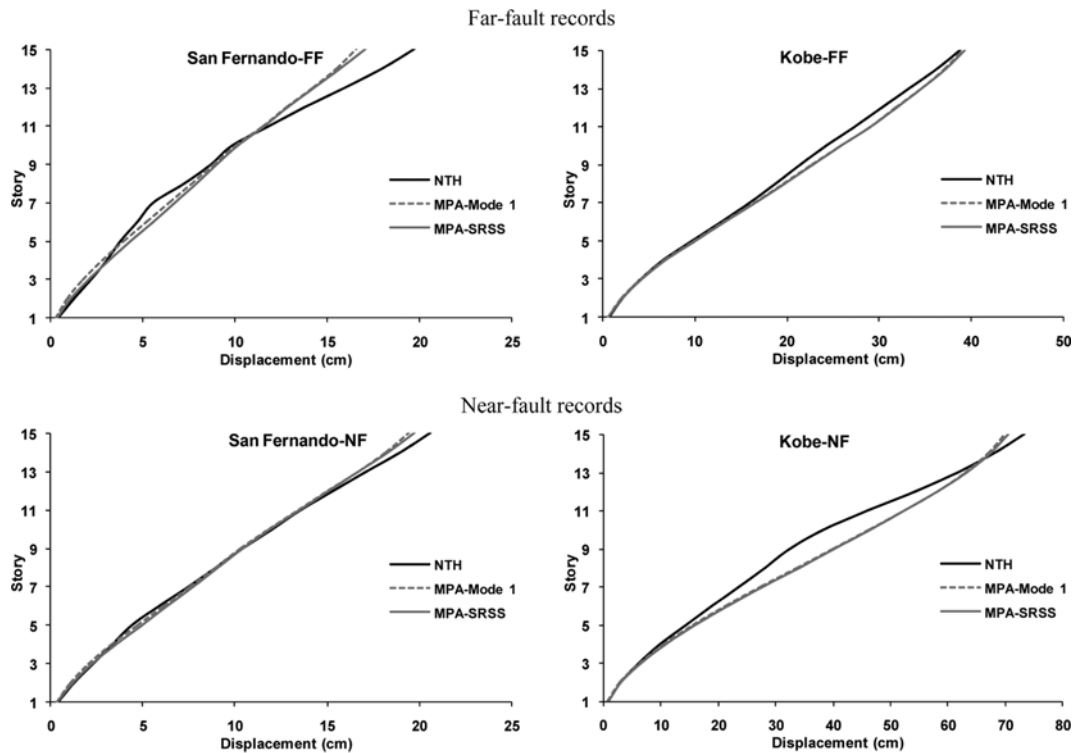 Far-fault records
San Fernando-FF
15
13
11
9
7
5
3
1
Story
NTH
MPA-Mode 1
MPA-SRSS
0 5 10 15 20 25
Displacement (cm)
Kobe-FF
15
13
11
9
7
5
3
1
Story
NTH
MPA-Mode 1
MPA-SRSS
0 10 20 30 40 50
Displacement (cm)
Near-fault records
San Fernando-NF
15
13
11
9
7
5
3
1
Story
NTH
MPA-Mode 1
MPA-SRSS
0 5 10 15 20 25
Displacement (cm)
Kobe-NF
15
13
11
9
7
5
3
1
Story
NTH
MPA-Mode 1
MPA-SRSS
0 10 20 30 40 50 60 70 80
Displacement (cm)